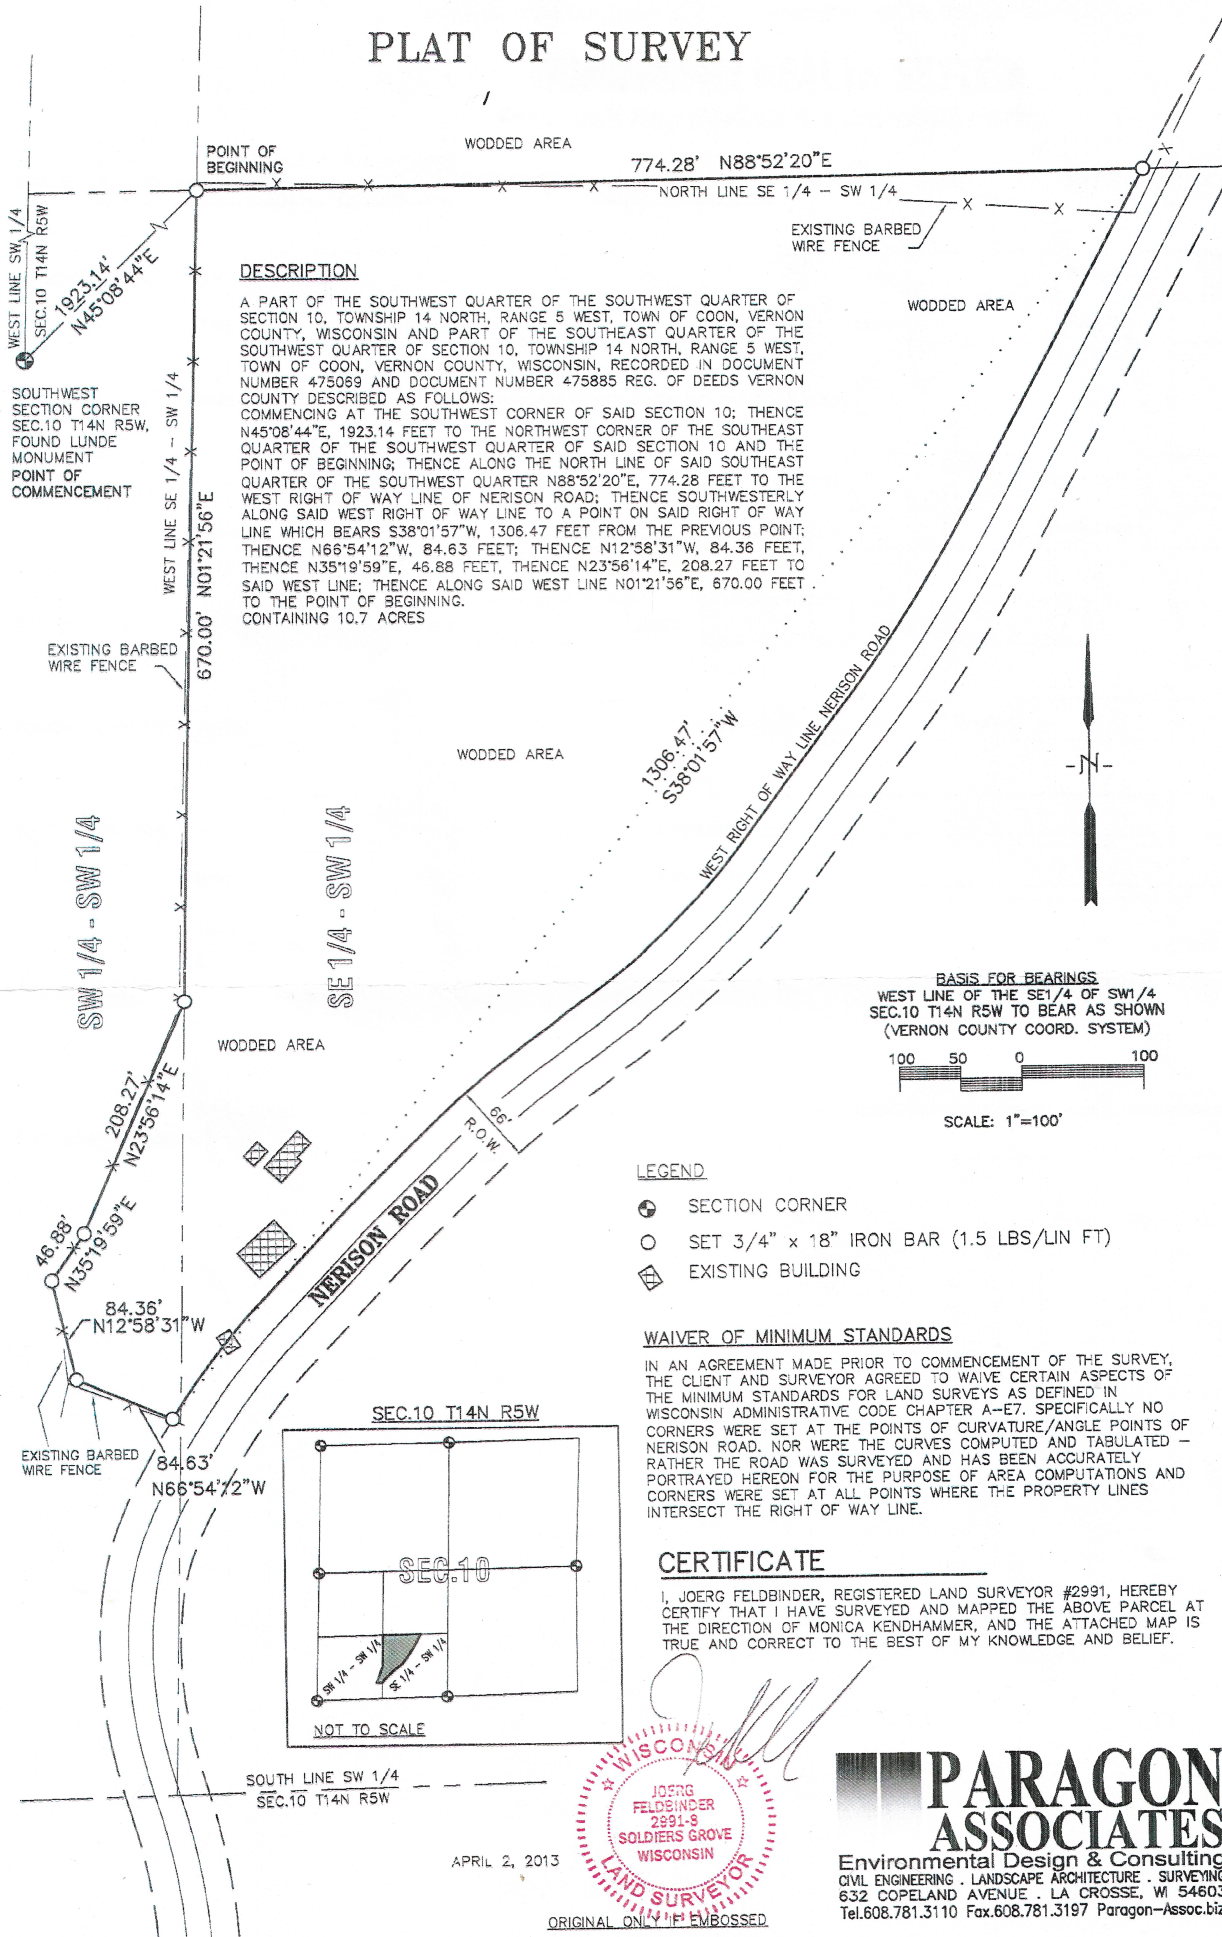 PLAT OF SURVEY
WODDED AREA
POINT OF
BEGINNING
774.28' N88°52'20"E
NORTH LINE SE 1/4 - SW 1/4
EXISTING BARBED
WIRE FENCE
WEST LINE SW 1/4
SEC.10 T14N R5W
1923.14'
N45°08'44"E
SOUTHWEST
SECTION CORNER
SEC.10 T14N R5W,
FOUND LUNDE
MONUMENT
POINT OF
COMMENCEMENT
WEST LINE SE 1/4 - SW 1/4
670.00' N01°21'56"E
DESCRIPTION
A PART OF THE SOUTHWEST QUARTER OF THE SOUTHWEST QUARTER OF
SECTION 10, TOWNSHIP 14 NORTH, RANGE 5 WEST, TOWN OF COON, VERNON
COUNTY, WISCONSIN AND PART OF THE SOUTHEAST QUARTER OF THE
SOUTHWEST QUARTER OF SECTION 10, TOWNSHIP 14 NORTH, RANGE 5 WEST,
TOWN OF COON, VERNON COUNTY, WISCONSIN, RECORDED IN DOCUMENT
NUMBER 475069 AND DOCUMENT NUMBER 475885 REG. OF DEEDS VERNON
COUNTY DESCRIBED AS FOLLOWS:
COMMENCING AT THE SOUTHWEST CORNER OF SAID SECTION 10; THENCE
N45°08'44"E, 1923.14 FEET TO THE NORTHWEST CORNER OF THE SOUTHEAST
QUARTER OF THE SOUTHWEST QUARTER OF SAID SECTION 10 AND THE
POINT OF BEGINNING; THENCE ALONG THE NORTH LINE OF SAID SOUTHEAST
QUARTER OF THE SOUTHWEST QUARTER N88°52'20"E, 774.28 FEET TO THE
WEST RIGHT OF WAY LINE OF NERISON ROAD; THENCE SOUTHWESTERLY
ALONG SAID WEST RIGHT OF WAY LINE TO A POINT ON SAID RIGHT OF WAY
LINE WHICH BEARS S38°01'57"W, 1306.47 FEET FROM THE PREVIOUS POINT;
THENCE N66°54'12"W, 84.63 FEET; THENCE N12°58'31"W, 84.36 FEET,
THENCE N35°19'59"E, 46.88 FEET, THENCE N23°56'14"E, 208.27 FEET TO
SAID WEST LINE; THENCE ALONG SAID WEST LINE N01°21'56"E, 670.00 FEET
TO THE POINT OF BEGINNING.
CONTAINING 10.7 ACRES
WODDED AREA
EXISTING BARBED
WIRE FENCE
WODDED AREA
1306.47'
S38°01'57"W
WEST RIGHT OF WAY LINE NERISON ROAD
-N-
SW 1/4 - SW 1/4
SE 1/4 - SW 1/4
BASIS FOR BEARINGS
WEST LINE OF THE SE1/4 OF SW1/4
SEC.10 T14N R5W TO BEAR AS SHOWN
(VERNON COUNTY COORD. SYSTEM)
100 50 0 100
SCALE: 1"=100'
WODDED AREA
208.27'
N23°56'14"E
66'
R.O.W.
NERISON ROAD
46.88'
N35°19'59"E
84.36'
N12°58'31"W
EXISTING BARBED
WIRE FENCE
84.63'
N66°54'12"W
LEGEND
SECTION CORNER
SET 3/4" x 18" IRON BAR (1.5 LBS/LIN FT)
EXISTING BUILDING
WAIVER OF MINIMUM STANDARDS
IN AN AGREEMENT MADE PRIOR TO COMMENCEMENT OF THE SURVEY,
THE CLIENT AND SURVEYOR AGREED TO WAIVE CERTAIN ASPECTS OF
THE MINIMUM STANDARDS FOR LAND SURVEYS AS DEFINED IN
WISCONSIN ADMINISTRATIVE CODE CHAPTER A-E7. SPECIFICALLY NO
CORNERS WERE SET AT THE POINTS OF CURVATURE/ANGLE POINTS OF
NERISON ROAD. NOR WERE THE CURVES COMPUTED AND TABULATED -
RATHER THE ROAD WAS SURVEYED AND HAS BEEN ACCURATELY
PORTRAYED HEREON FOR THE PURPOSE OF AREA COMPUTATIONS AND
CORNERS WERE SET AT ALL POINTS WHERE THE PROPERTY LINES
INTERSECT THE RIGHT OF WAY LINE.
SEC.10 T14N R5W
SEC.10
SW 1/4 - SW 1/4
SE 1/4 - SW 1/4
NOT TO SCALE
CERTIFICATE
I, JOERG FELDBINDER, REGISTERED LAND SURVEYOR #2991, HEREBY
CERTIFY THAT I HAVE SURVEYED AND MAPPED THE ABOVE PARCEL AT
THE DIRECTION OF MONICA KENDHAMMER, AND THE ATTACHED MAP IS
TRUE AND CORRECT TO THE BEST OF MY KNOWLEDGE AND BELIEF.
SOUTH LINE SW 1/4
SEC.10 T14N R5W
APRIL 2, 2013
WISCONSIN
JOERG
FELDBINDER
2991-8
SOLDIERS GROVE
WISCONSIN
LAND SURVEYOR
ORIGINAL ONLY IF EMBOSSED
PARAGON
ASSOCIATES
Environmental Design & Consulting
CIVIL ENGINEERING . LANDSCAPE ARCHITECTURE . SURVEYING
632 COPELAND AVENUE . LA CROSSE, WI 54603
Tel.608.781.3110 Fax.608.781.3197 Paragon-Assoc.biz